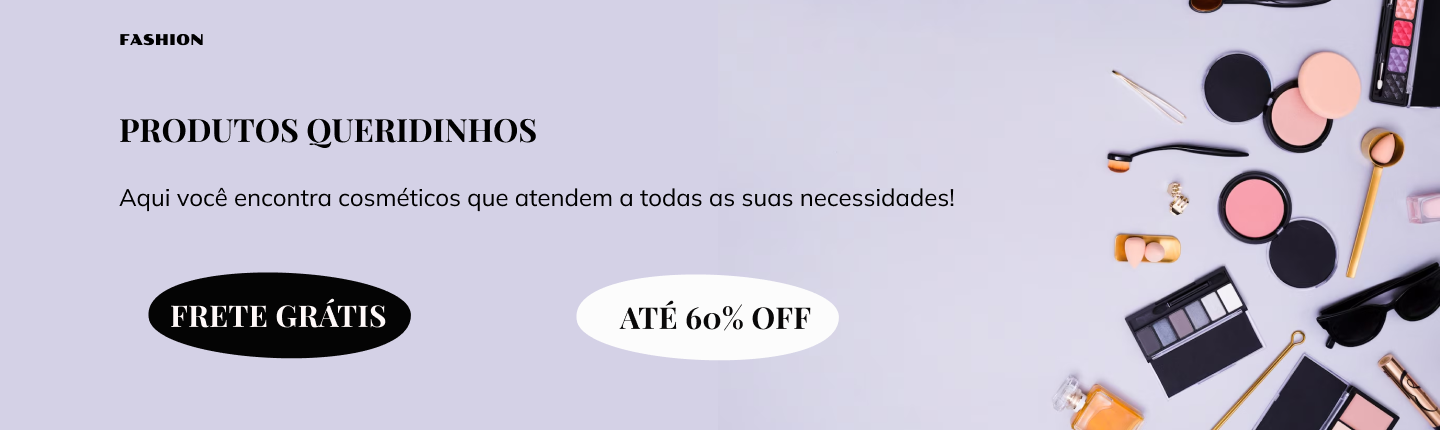 FASHION
PRODUTOS QUERIDINHOS
Aqui você encontra cosméticos que atendem a todas as suas necessidades!
FRETE GRÁTIS
ATÉ 60% OFF